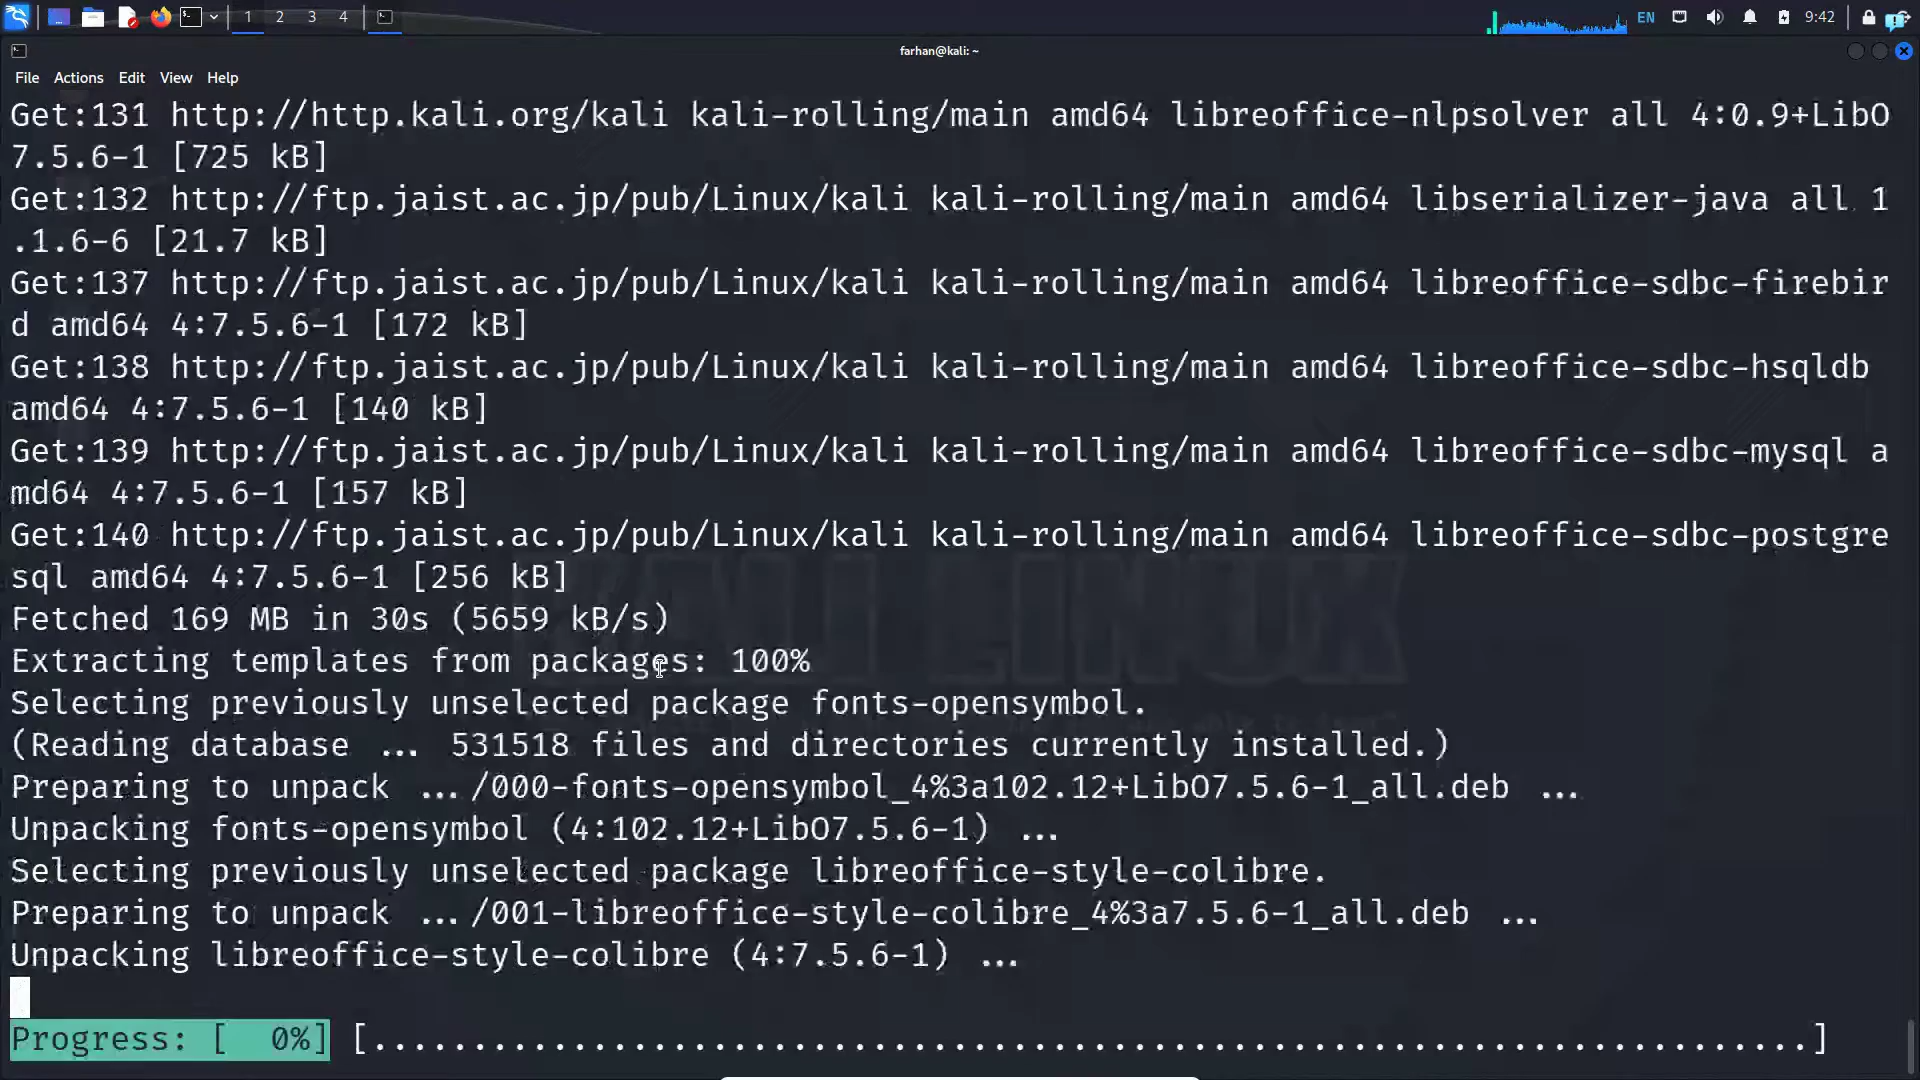 1 2 3 4 EN 9:42
farhan@kali: ~
File Actions Edit View Help
Get:131 http://http.kali.org/kali kali-rolling/main amd64 libreoffice-nlpsolver all 4:0.9+LibO
7.5.6-1 [725 kB]
Get:132 http://ftp.jaist.ac.jp/pub/Linux/kali kali-rolling/main amd64 libserializer-java all 1
.1.6-6 [21.7 kB]
Get:137 http://ftp.jaist.ac.jp/pub/Linux/kali kali-rolling/main amd64 libreoffice-sdbc-firebir
d amd64 4:7.5.6-1 [172 kB]
Get:138 http://ftp.jaist.ac.jp/pub/Linux/kali kali-rolling/main amd64 libreoffice-sdbc-hsqldb
amd64 4:7.5.6-1 [140 kB]
Get:139 http://ftp.jaist.ac.jp/pub/Linux/kali kali-rolling/main amd64 libreoffice-sdbc-mysql a
md64 4:7.5.6-1 [157 kB]
Get:140 http://ftp.jaist.ac.jp/pub/Linux/kali kali-rolling/main amd64 libreoffice-sdbc-postgre
sql amd64 4:7.5.6-1 [256 kB]
Fetched 169 MB in 30s (5659 kB/s)
Extracting templates from packages: 100%
Selecting previously unselected package fonts-opensymbol.
(Reading database ... 531518 files and directories currently installed.)
Preparing to unpack .../000-fonts-opensymbol_4%3a102.12+LibO7.5.6-1_all.deb ...
Unpacking fonts-opensymbol (4:102.12+LibO7.5.6-1) ...
Selecting previously unselected package libreoffice-style-colibre.
Preparing to unpack .../001-libreoffice-style-colibre_4%3a7.5.6-1_all.deb ...
Unpacking libreoffice-style-colibre (4:7.5.6-1) ...
Progress: [  0%] [........................................................................]
KALI LINUX